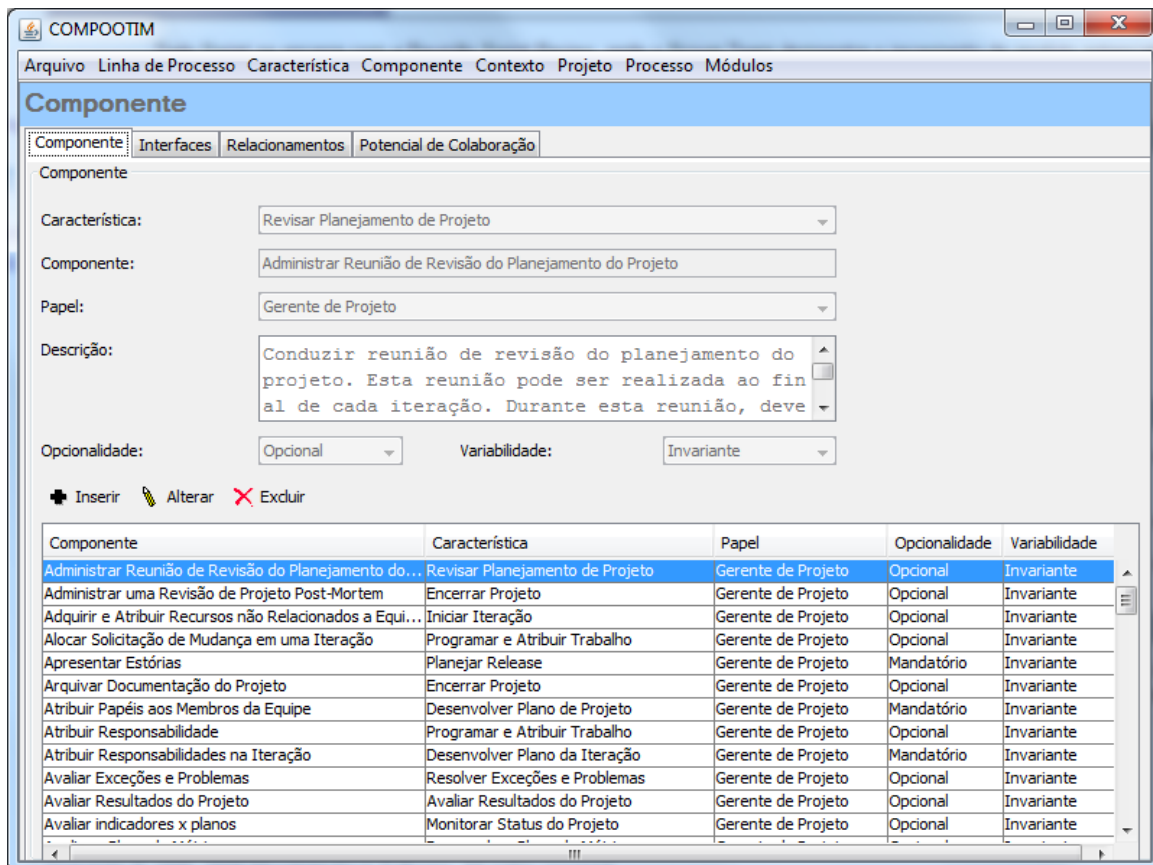 COMPOOTIM
Arquivo Linha de Processo Característica Componente Contexto Projeto Processo Módulos
Componente
Componente Interfaces Relacionamentos Potencial de Colaboração
Componente
Característica: Revisar Planejamento de Projeto
Componente: Administrar Reunião de Revisão do Planejamento do Projeto
Papel: Gerente de Projeto
Descrição: Conduzir reunião de revisão do planejamento do
projeto. Esta reunião pode ser realizada ao fin
al de cada iteração. Durante esta reunião, deve
Opcionalidade: Opcional Variabilidade: Invariante
Inserir Alterar Excluir
Componente Característica Papel Opcionalidade Variabilidade
Administrar Reunião de Revisão do Planejamento do... Revisar Planejamento de Projeto Gerente de Projeto Opcional Invariante
Administrar uma Revisão de Projeto Post-Mortem Encerrar Projeto Gerente de Projeto Opcional Invariante
Adquirir e Atribuir Recursos não Relacionados a Equi... Iniciar Iteração Gerente de Projeto Opcional Invariante
Alocar Solicitação de Mudança em uma Iteração Programar e Atribuir Trabalho Gerente de Projeto Opcional Invariante
Apresentar Estórias Planejar Release Gerente de Projeto Mandatório Invariante
Arquivar Documentação do Projeto Encerrar Projeto Gerente de Projeto Opcional Invariante
Atribuir Papéis aos Membros da Equipe Desenvolver Plano de Projeto Gerente de Projeto Mandatório Invariante
Atribuir Responsabilidade Programar e Atribuir Trabalho Gerente de Projeto Opcional Invariante
Atribuir Responsabilidades na Iteração Desenvolver Plano da Iteração Gerente de Projeto Mandatório Invariante
Avaliar Exceções e Problemas Resolver Exceções e Problemas Gerente de Projeto Opcional Invariante
Avaliar Resultados do Projeto Avaliar Resultados do Projeto Gerente de Projeto Opcional Invariante
Avaliar indicadores x planos Monitorar Status do Projeto Gerente de Projeto Opcional Invariante